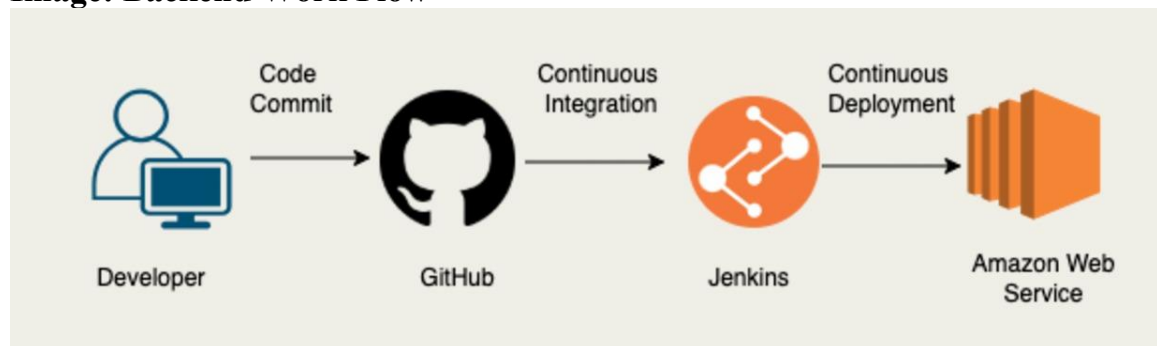 Image: Backend Work Flow
Code
Commit
Continuous
Integration
Continuous
Deployment
Developer
GitHub
Jenkins
Amazon Web
Service